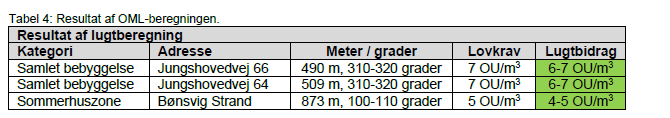 Tabel 4: Resultat af OML-beregningen.
Resultat af lugtberegning
Kategori Adresse Meter / grader Lovkrav Lugtbidrag
Samlet bebyggelse Jungshovedvej 66 490 m, 310-320 grader 7 OU/m³ 6-7 OU/m³
Samlet bebyggelse Jungshovedvej 64 509 m, 310-320 grader 7 OU/m³ 6-7 OU/m³
Sommerhuszone Bønsvig Strand 873 m, 100-110 grader 5 OU/m³ 4-5 OU/m³